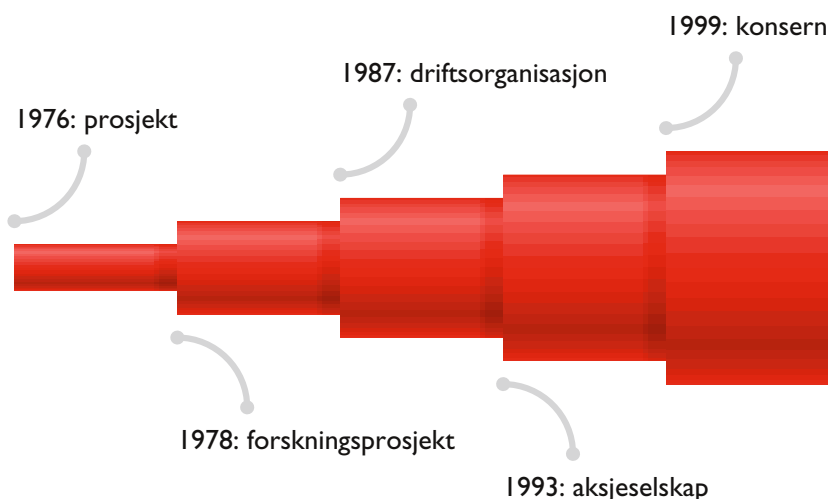 1976: prosjekt
1978: forskningsprosjekt
1987: driftsorganisasjon
1993: aksjeselskap
1999: konsern